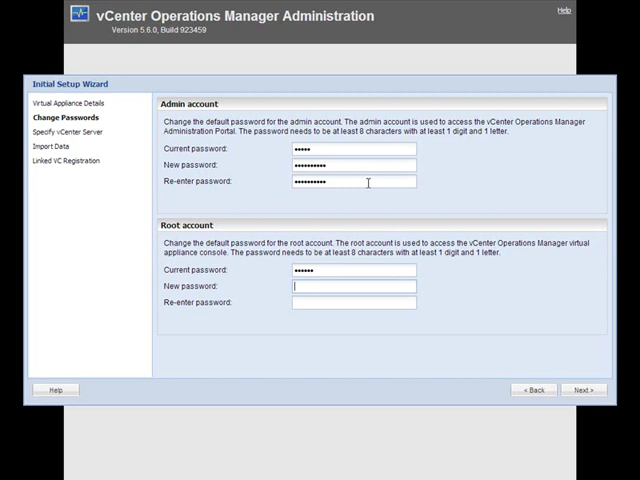 vCenter Operations Manager Administration
Help
Version 5.6.0, Build 923459
Initial Setup Wizard
Virtual Appliance Details
Change Passwords
Specify vCenter Server
Import Data
Linked VC Registration
Admin account
Change the default password for the admin account. The admin account is used to access the vCenter Operations Manager
Administration Portal. The password needs to be at least 8 characters with at least 1 digit and 1 letter.
Current password:
New password:
Re-enter password:
Root account
Change the default password for the root account. The root account is used to access the vCenter Operations Manager virtual
appliance console. The password needs to be at least 8 characters with at least 1 digit and 1 letter.
Current password:
New password:
Re-enter password:
Help
< Back
Next >